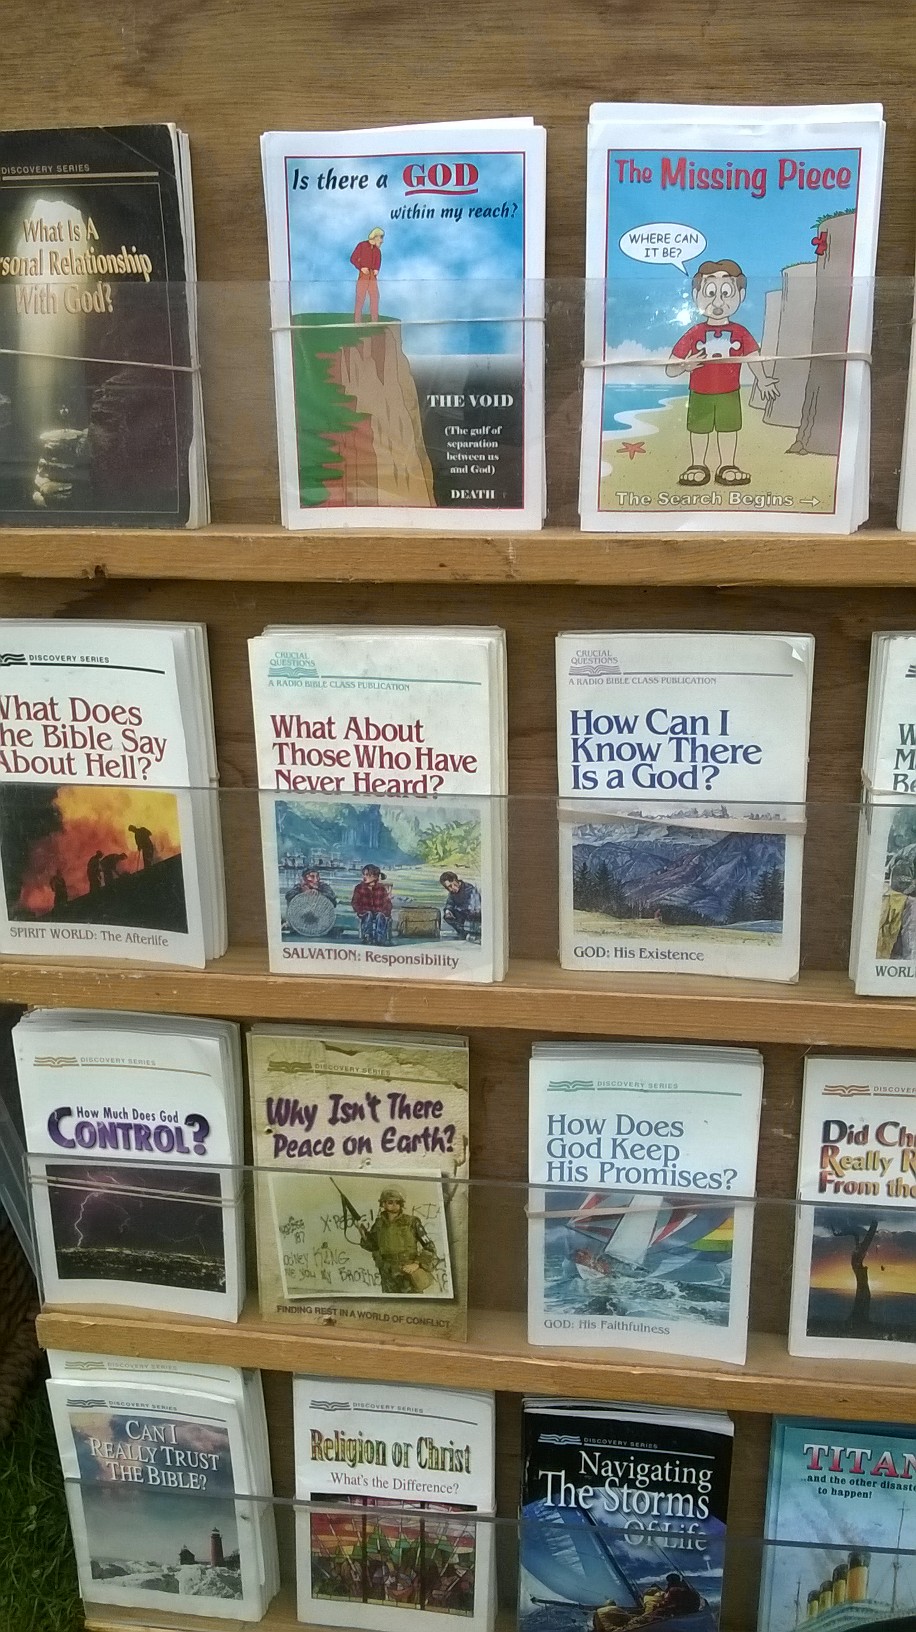 DISCOVERY SERIES
What Is A
rsonal Relationship
With God?
Is there a GOD
within my reach?
THE VOID
(The gulf of
separation
between us
and God)
DEATH
The Missing Piece
WHERE CAN
IT BE?
The Search Begins →
DISCOVERY SERIES
What Does
he Bible Say
About Hell?
SPIRIT WORLD: The Afterlife
CRUCIAL
QUESTIONS
A RADIO BIBLE CLASS PUBLICATION
What About
Those Who Have
Never Heard?
SALVATION: Responsibility
CRUCIAL
QUESTIONS
A RADIO BIBLE CLASS PUBLICATION
How Can I
Know There
Is a God?
GOD: His Existence
W
M
Be
WORL
DISCOVERY SERIES
How Much Does God
CONTROL?
DISCOVERY SERIES
Why Isn't There
Peace on Earth?
FINDING REST IN A WORLD OF CONFLICT
DISCOVERY SERIES
How Does
God Keep
His Promises?
GOD: His Faithfulness
DISCOVER
Did Ch
Really R
From the
DISCOVERY SERIES
CAN I
REALLY TRUST
THE BIBLE?
DISCOVERY SERIES
Religion or Christ
What's the Difference?
DISCOVERY SERIES
Navigating
The Storms
Of Life
TITAN
...and the other disaste
to happen!